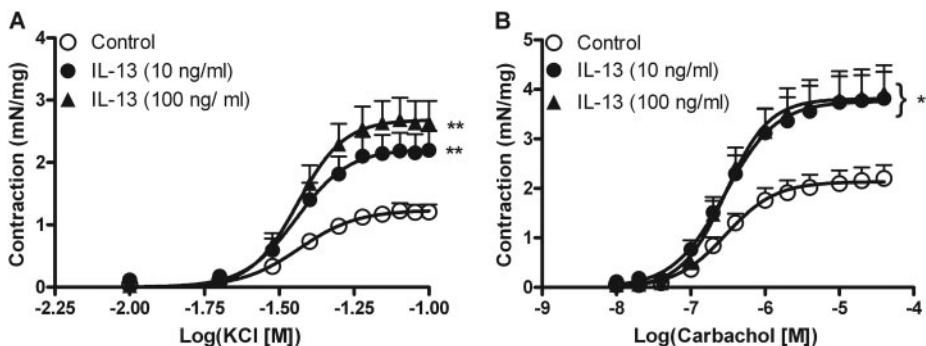 A
Control
IL-13 (10 ng/ml)
IL-13 (100 ng/ ml)
Contraction (mN/mg)
4
3
2
1
0
**
**
-2.25
-2.00
-1.75
-1.50
-1.25
-1.00
Log(KCl [M])
B
Control
IL-13 (10 ng/ml)
IL-13 (100 ng/ml)
Contraction (mN/mg)
5
4
3
2
1
0
} *
-9
-8
-7
-6
-5
-4
Log(Carbachol [M])